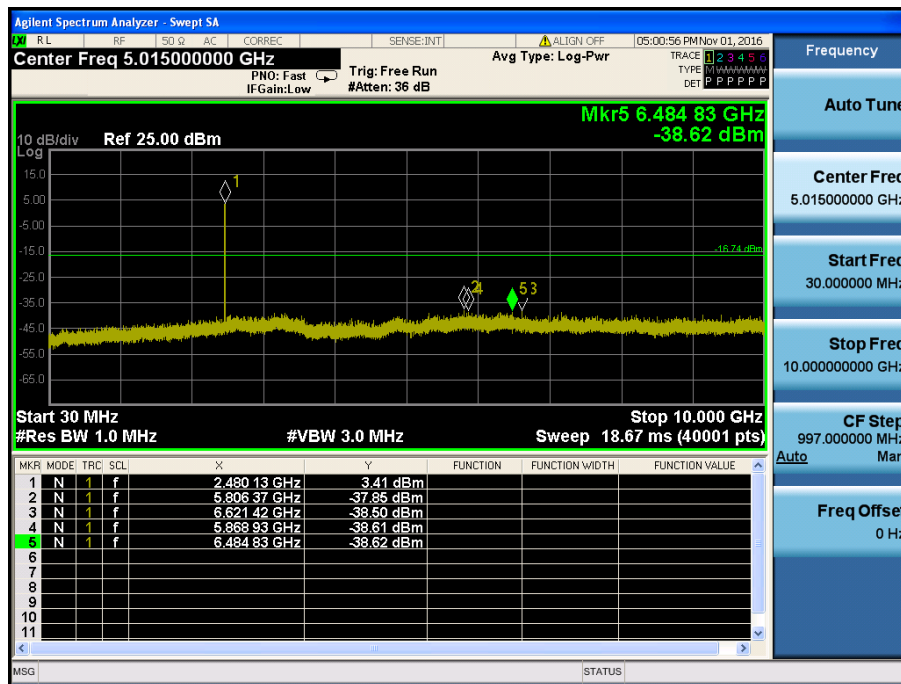 Agilent Spectrum Analyzer - Swept SA
LXI RL RF 50 Ω AC CORREC SENSE:INT ALIGN OFF 05:00:56 PM Nov 01, 2016
Center Freq 5.015000000 GHz
PNO: Fast
IFGain:Low
Trig: Free Run
#Atten: 36 dB
Avg Type: Log-Pwr
TRACE 1 2 3 4 5 6
TYPE M
DET P P P P P P
Mkr5 6.484 83 GHz
-38.62 dBm
10 dB/div Ref 25.00 dBm
Log
15.0
5.00
-5.00
-15.0
-25.0
-35.0
-45.0
-55.0
-65.0
-16.74 dBm
1
2 4 5 3
Start 30 MHz Stop 10.000 GHz
#Res BW 1.0 MHz #VBW 3.0 MHz Sweep 18.67 ms (40001 pts)
MKR MODE TRC SCL X Y FUNCTION FUNCTION WIDTH FUNCTION VALUE
1 N 1 f 2.480 13 GHz 3.41 dBm
2 N 1 f 5.806 37 GHz -37.85 dBm
3 N 1 f 6.621 42 GHz -38.50 dBm
4 N 1 f 5.868 93 GHz -38.61 dBm
5 N 1 f 6.484 83 GHz -38.62 dBm
6
7
8
9
10
11
MSG STATUS
Frequency
Auto Tune
Center Freq
5.015000000 GHz
Start Freq
30.000000 MHz
Stop Freq
10.000000000 GHz
CF Step
997.000000 MHz
Auto Man
Freq Offset
0 Hz